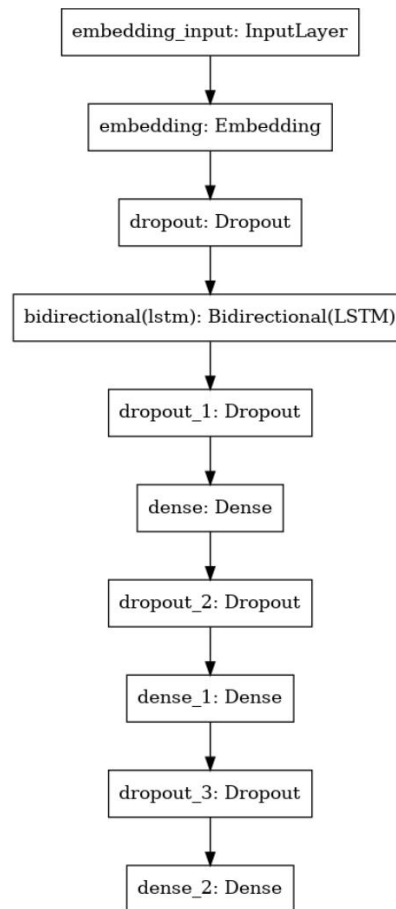 embedding_input: InputLayer
embedding: Embedding
dropout: Dropout
bidirectional(lstm): Bidirectional(LSTM)
dropout_1: Dropout
dense: Dense
dropout_2: Dropout
dense_1: Dense
dropout_3: Dropout
dense_2: Dense